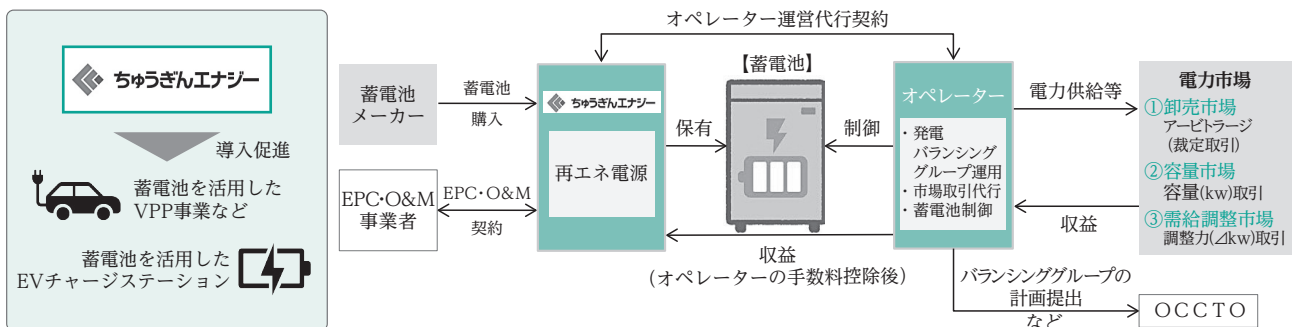 ちゅうぎんエナジー
導入促進
蓄電池を活用した
VPP事業など
蓄電池を活用した
EVチャージステーション
オペレーター運営代行契約
蓄電池
メーカー
蓄電池
購入
EPC・O&M
事業者
EPC・O&M
契約
ちゅうぎんエナジー
再エネ電源
保有
【蓄電池】
制御
オペレーター
・発電
バランシング
グループ運用
・市場取引代行
・蓄電池制御
収益
(オペレーターの手数料控除後)
電力供給等
収益
電力市場
①卸売市場
アービトラージ
(裁定取引)
②容量市場
容量(kw)取引
③需給調整市場
調整力(⊿kw)取引
バランシンググループの
計画提出
など
OCCTO